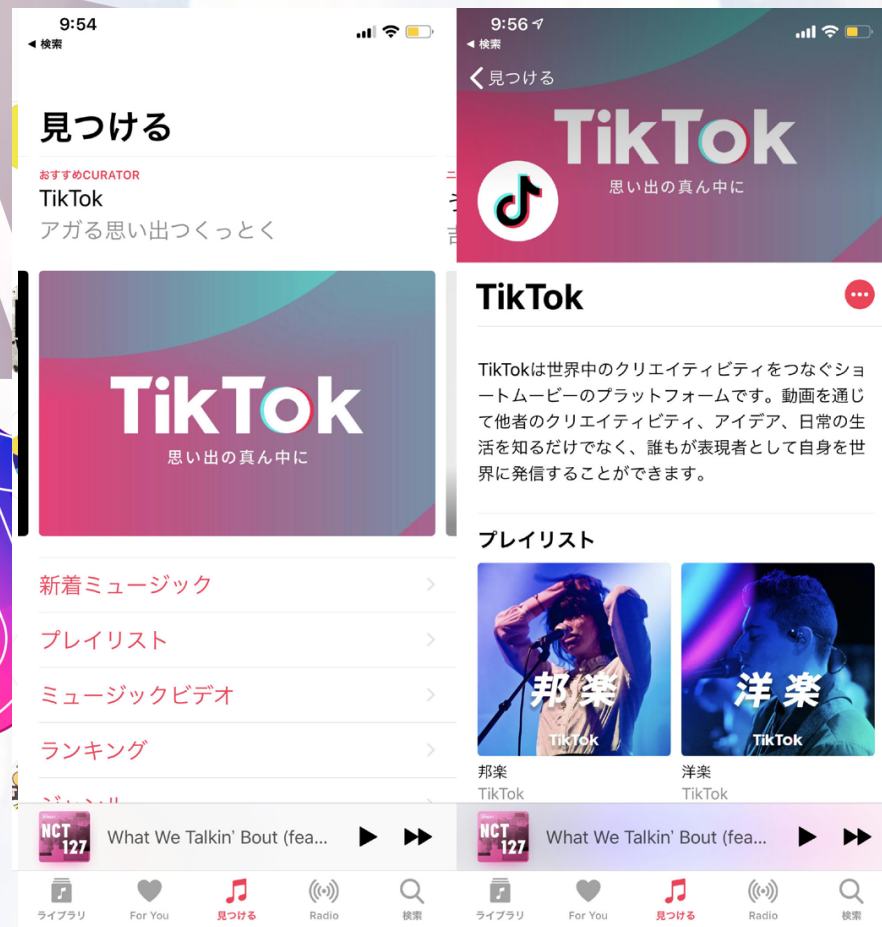 9:54
◀ 検索
見つける
おすすめCURATOR
TikTok
アガる思い出つくっとく
TikTok
思い出の真ん中に
新着ミュージック
プレイリスト
ミュージックビデオ
ランキング
ジャンル
NCT
127
What We Talkin' Bout (fea...
ライブラリ
For You
見つける
Radio
検索
9:56
◀ 検索
見つける
TikTok
思い出の真ん中に
TikTok
TikTokは世界中のクリエイティビティをつなぐショ
ートムービーのプラットフォームです。動画を通じ
て他者のクリエイティビティ、アイデア、日常の生
活を知るだけでなく、誰もが表現者として自身を世
界に発信することができます。
プレイリスト
邦楽
TikTok
洋楽
TikTok
邦楽
TikTok
洋楽
TikTok
NCT
127
What We Talkin' Bout (fea...
ライブラリ
For You
見つける
Radio
検索